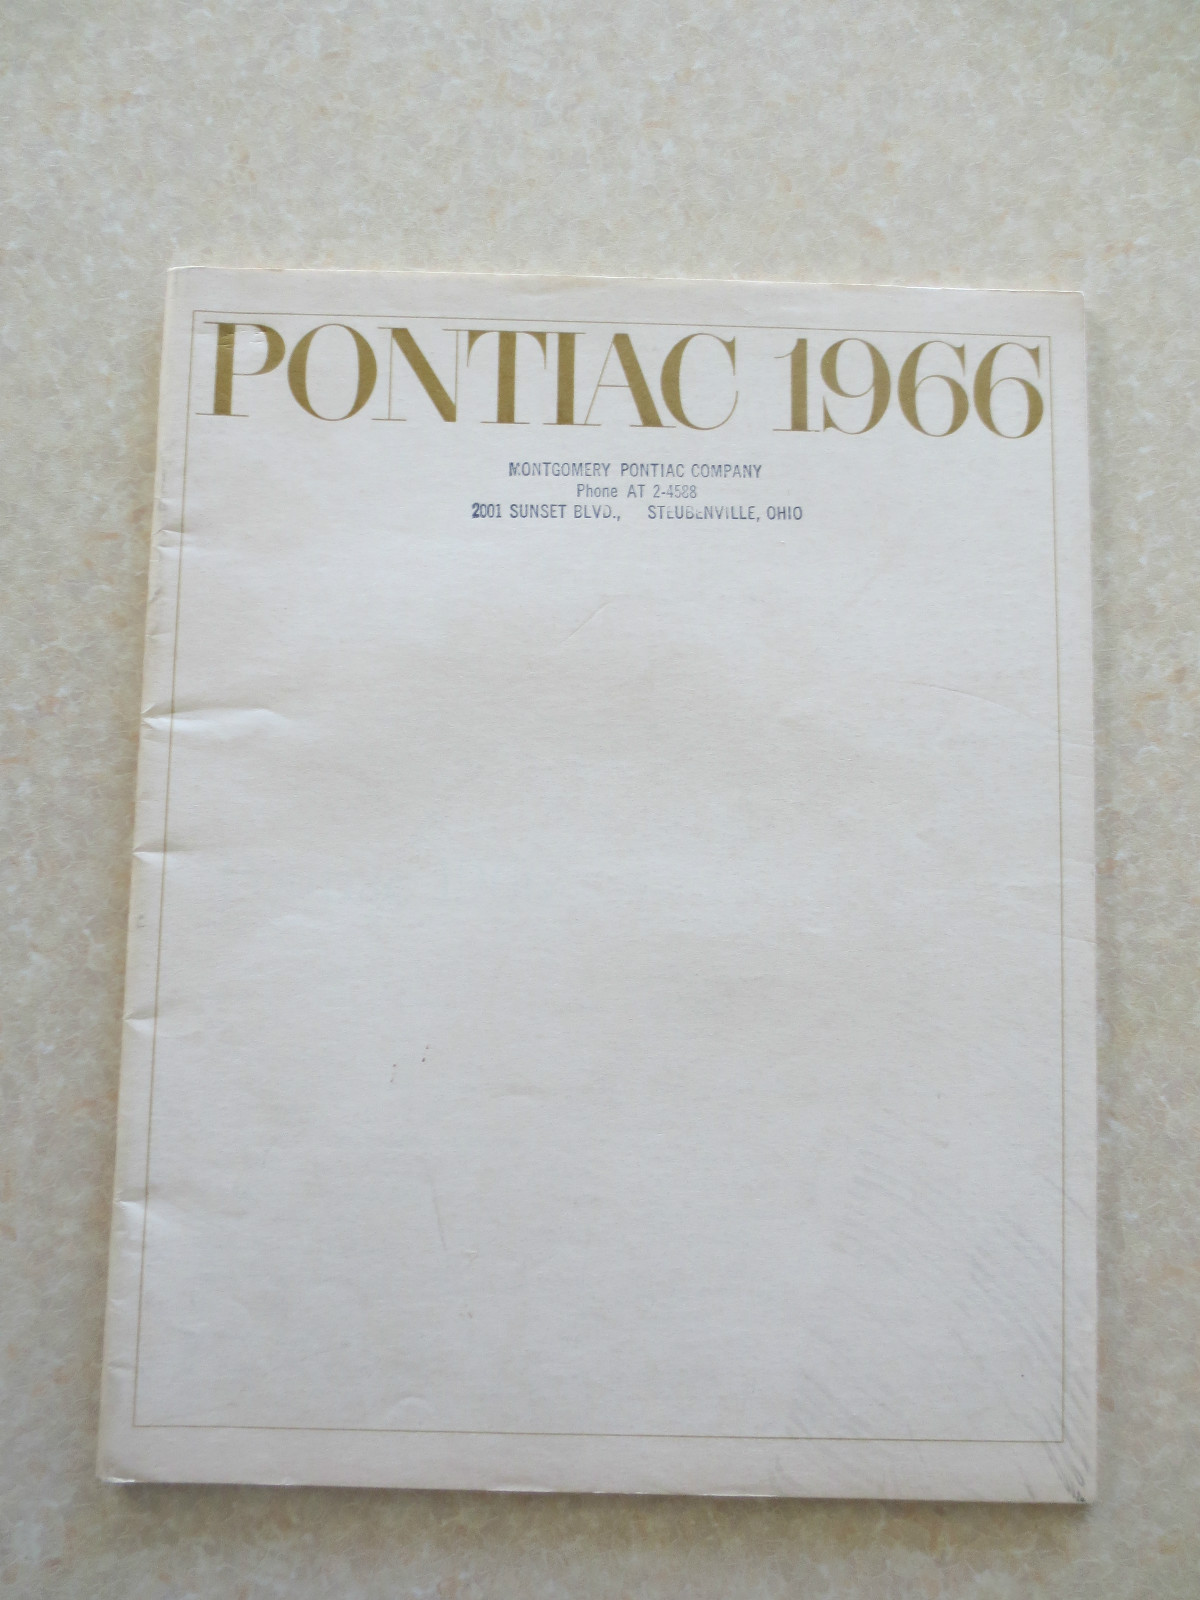 PONTIAC 1966
MONTGOMERY PONTIAC COMPANY
Phone AT 2-4588
2001 SUNSET BLVD., STEUBENVILLE, OHIO